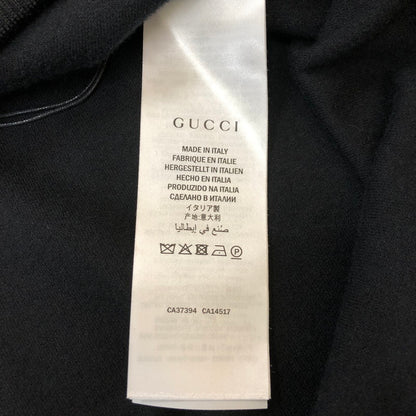 GUCCI
MADE IN ITALY
FABRIQUE EN ITALIE
HERGESTELLT IN ITALIEN
HECHO EN ITALIA
PRODUZIDO NA ITALIA
СДЕЛАНО В ИТАЛИИ
イタリア製
产地:意大利
صنع في إيطاليا
CA37394 CA14517